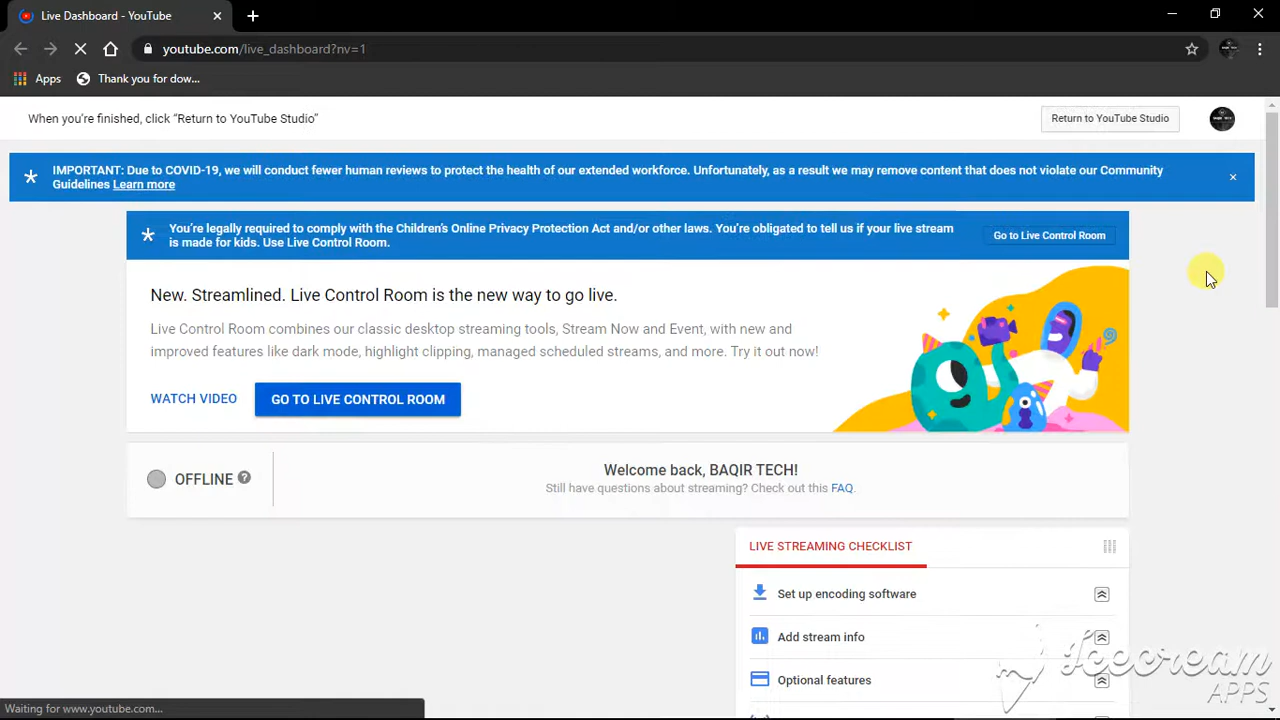 Live Dashboard - YouTube
youtube.com/live_dashboard?nv=1
Apps
Thank you for dow...
When you're finished, click "Return to YouTube Studio"
Return to YouTube Studio
IMPORTANT: Due to COVID-19, we will conduct fewer human reviews to protect the health of our extended workforce. Unfortunately, as a result we may remove content that does not violate our Community
Guidelines Learn more
You're legally required to comply with the Children's Online Privacy Protection Act and/or other laws. You're obligated to tell us if your live stream
is made for kids. Use Live Control Room.
Go to Live Control Room
New. Streamlined. Live Control Room is the new way to go live.
Live Control Room combines our classic desktop streaming tools, Stream Now and Event, with new and
improved features like dark mode, highlight clipping, managed scheduled streams, and more. Try it out now!
WATCH VIDEO
GO TO LIVE CONTROL ROOM
OFFLINE
Welcome back, BAQIR TECH!
Still have questions about streaming? Check out this FAQ.
LIVE STREAMING CHECKLIST
Set up encoding software
Add stream info
Optional features
Icecream
APPS
Waiting for www.youtube.com...